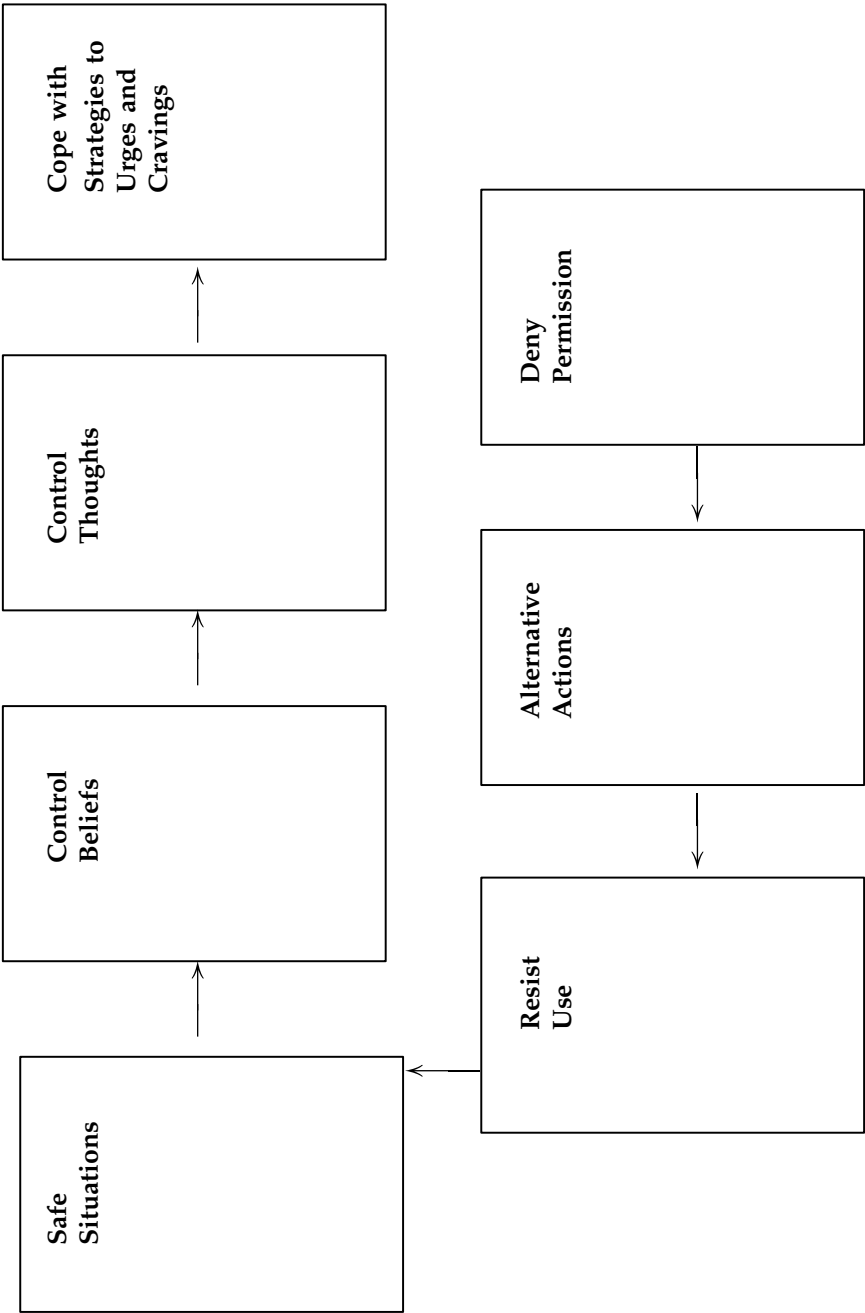 Safe
Situations
Control
Beliefs
Control
Thoughts
Cope with
Strategies to
Urges and
Cravings
Deny
Permission
Alternative
Actions
Resist
Use